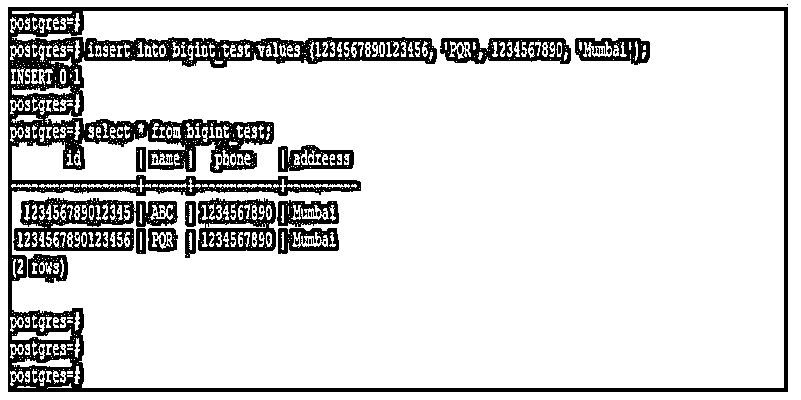 postgres=#
postgres=# insert into bigint_test values (1234567890123456, 'PQR', 1234567890, 'Mumbai');
INSERT 0 1
postgres=#
postgres=# select * from bigint_test;
id | name | phone | addreess
------------------+------+------------+----------
123456789012345 | ABC | 1234567890 | Mumbai
1234567890123456 | PQR | 1234567890 | Mumbai
(2 rows)
postgres=#
postgres=#
postgres=#